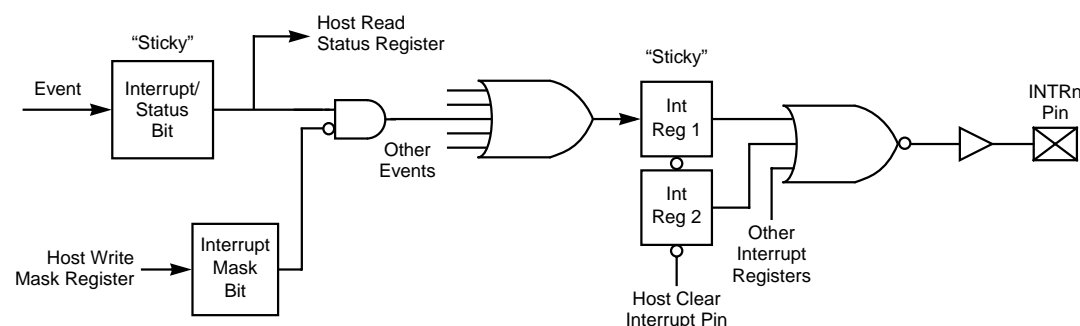 Host Read
Status Register
“Sticky”
Event
Interrupt/
Status
Bit
Other
Events
“Sticky”
Int
Reg 1
Int
Reg 2
INTRn
Pin
Host Write
Mask Register
Interrupt
Mask
Bit
Other
Interrupt
Registers
Host Clear
Interrupt Pin